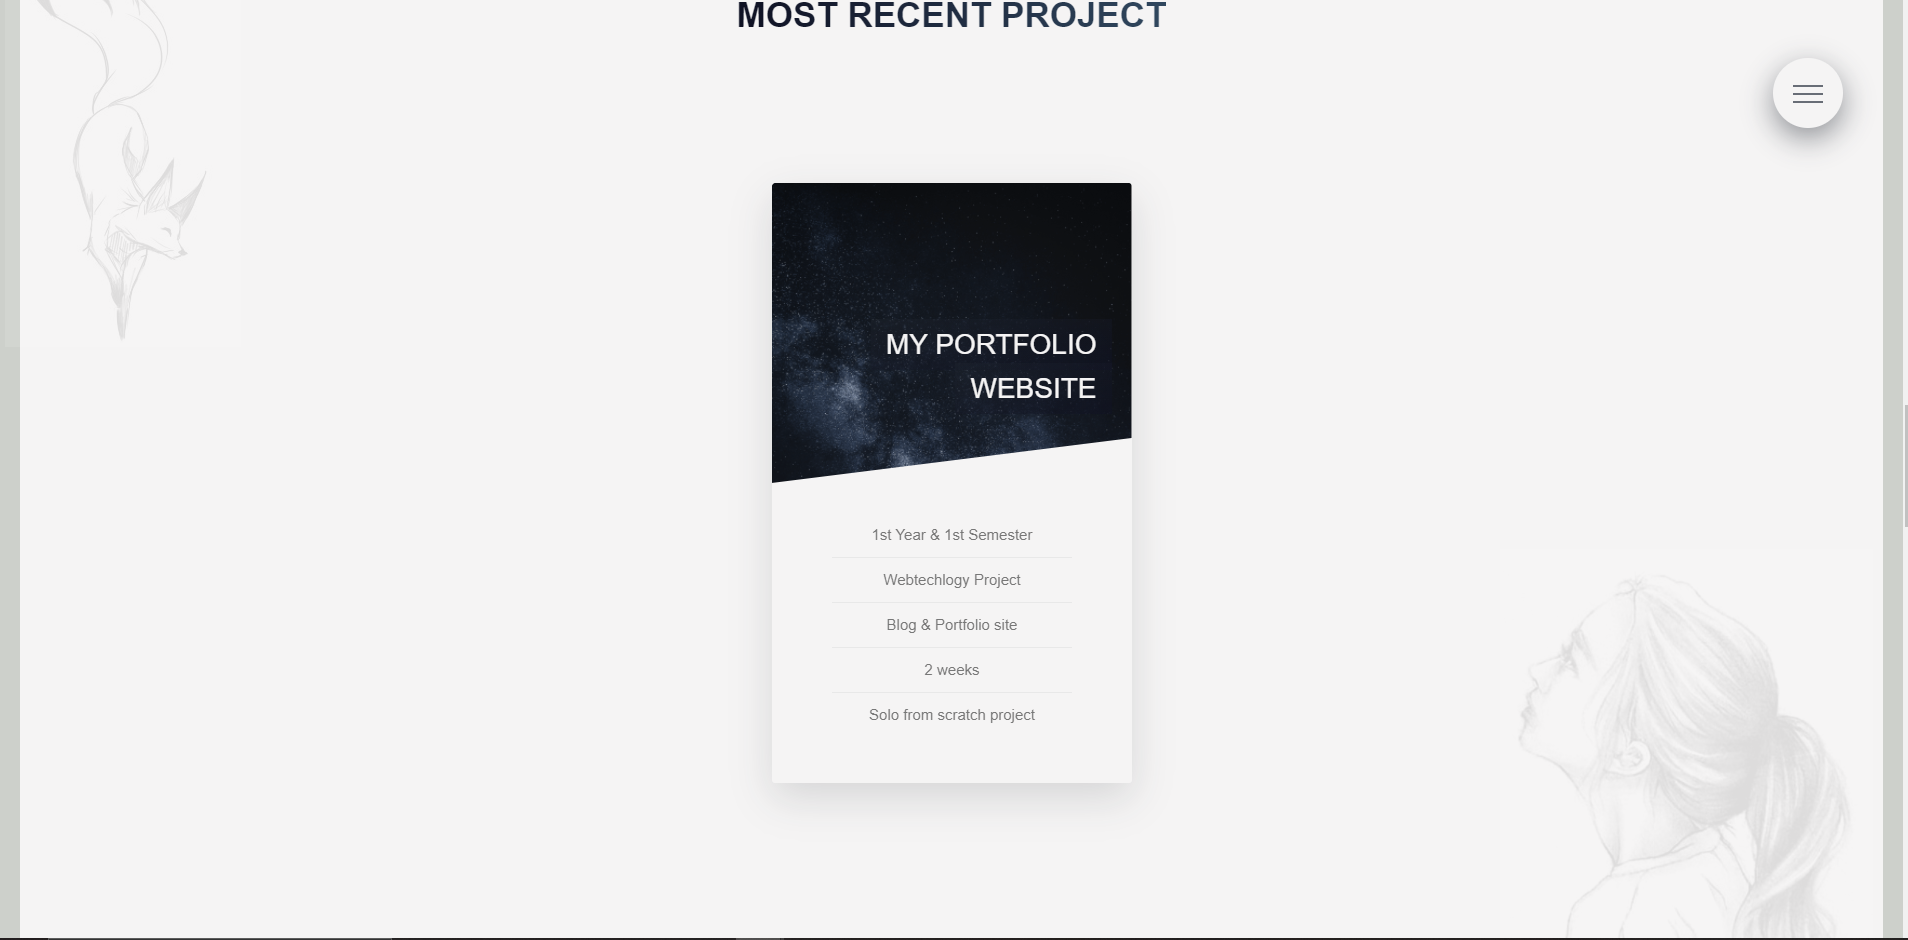 MOST RECENT PROJECT
MY PORTFOLIO
WEBSITE
1st Year & 1st Semester
Webtechlogy Project
Blog & Portfolio site
2 weeks
Solo from scratch project